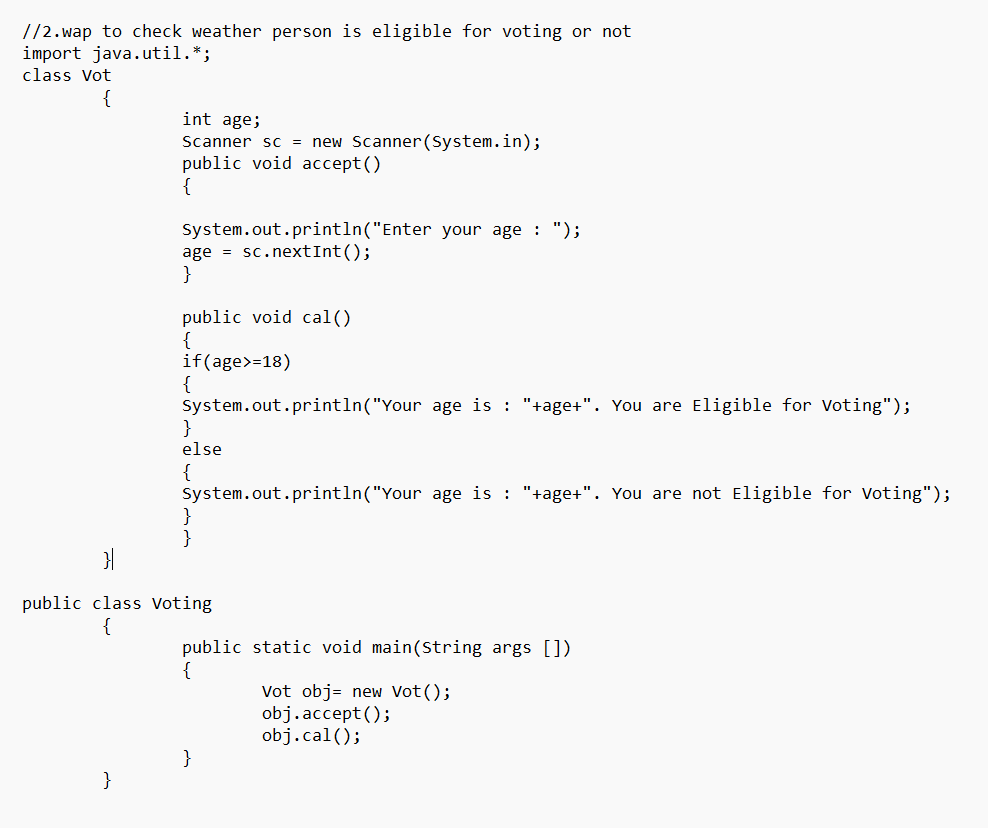 //2.wap to check weather person is eligible for voting or not
import java.util.*;
class Vot
{
int age;
Scanner sc = new Scanner(System.in);
public void accept()
{
System.out.println("Enter your age : ");
age = sc.nextInt();
}
public void cal()
{
if(age>=18)
{
System.out.println("Your age is : "+age+". You are Eligible for Voting");
}
else
{
System.out.println("Your age is : "+age+". You are not Eligible for Voting");
}
}
}
public class Voting
{
public static void main(String args [])
{
Vot obj= new Vot();
obj.accept();
obj.cal();
}
}